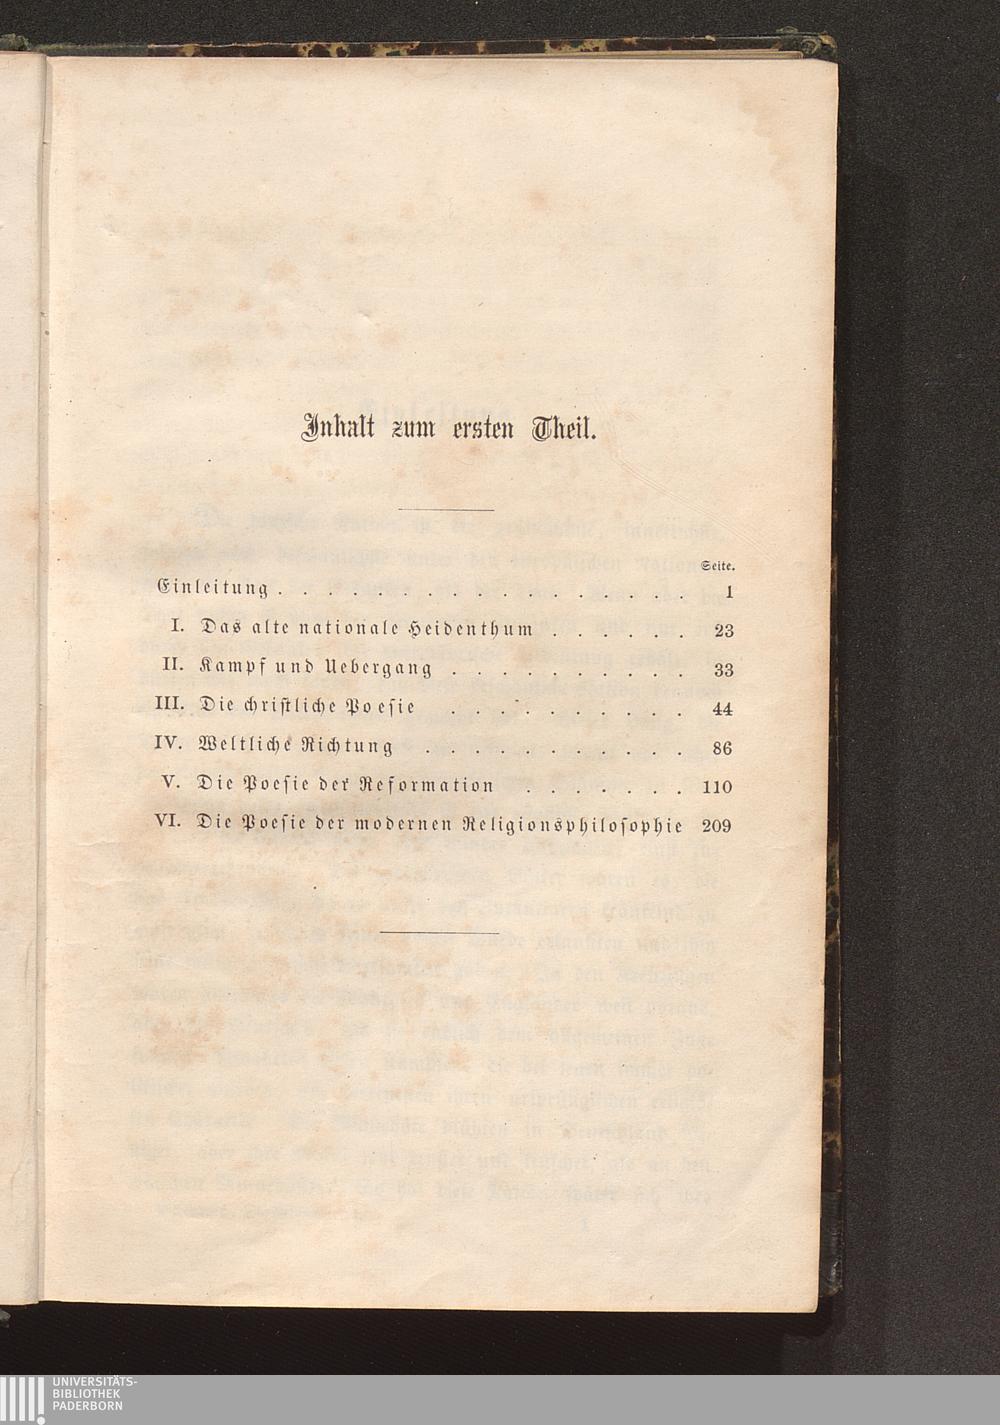 Inhalt zum ersten Theil.
Seite.
Einleitung . . . . . . . . . . . . . . . 1
I. Das alte nationale Heidenthum . . . . . . 23
II. Kampf und Uebergang . . . . . . . . . . 33
III. Die christliche Poesie . . . . . . . . . . 44
IV. Weltliche Richtung . . . . . . . . . . . 86
V. Die Poesie der Reformation . . . . . . . 110
VI. Die Poesie der modernen Religionsphilosophie 209
UNIVERSITÄTS-
BIBLIOTHEK
PADERBORN